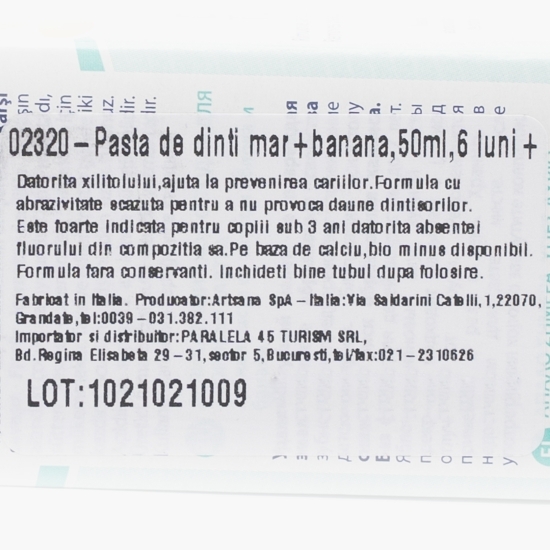 02320-Pasta de dinti mar+banana,50ml,6 luni+
Datorita xilitolului,ajuta la prevenirea cariilor.Formula cu
abrazivitate scazuta pentru a nu provoca daune dintisorilor.
Este foarte indicata pentru copiii sub 3 ani datorita absentei
fluorului din compozitia sa.Pe baza de calciu,bio minus disponibil.
Formula fara conservanti. Inchideti bine tubul dupa folosire.
Fabricat in Italia. Producator:Artsana SpA-Italia:Via Saldarini Catelli,1,22070,
Grandate,tel:0039-031.382.111
Importator si distribuitor:PARALELA 45 TURISM SRL,
Bd.Regina Elisabeta 29-31,sector 5,Bucuresti,tel/fax:021-2310626
LOT:1021021009